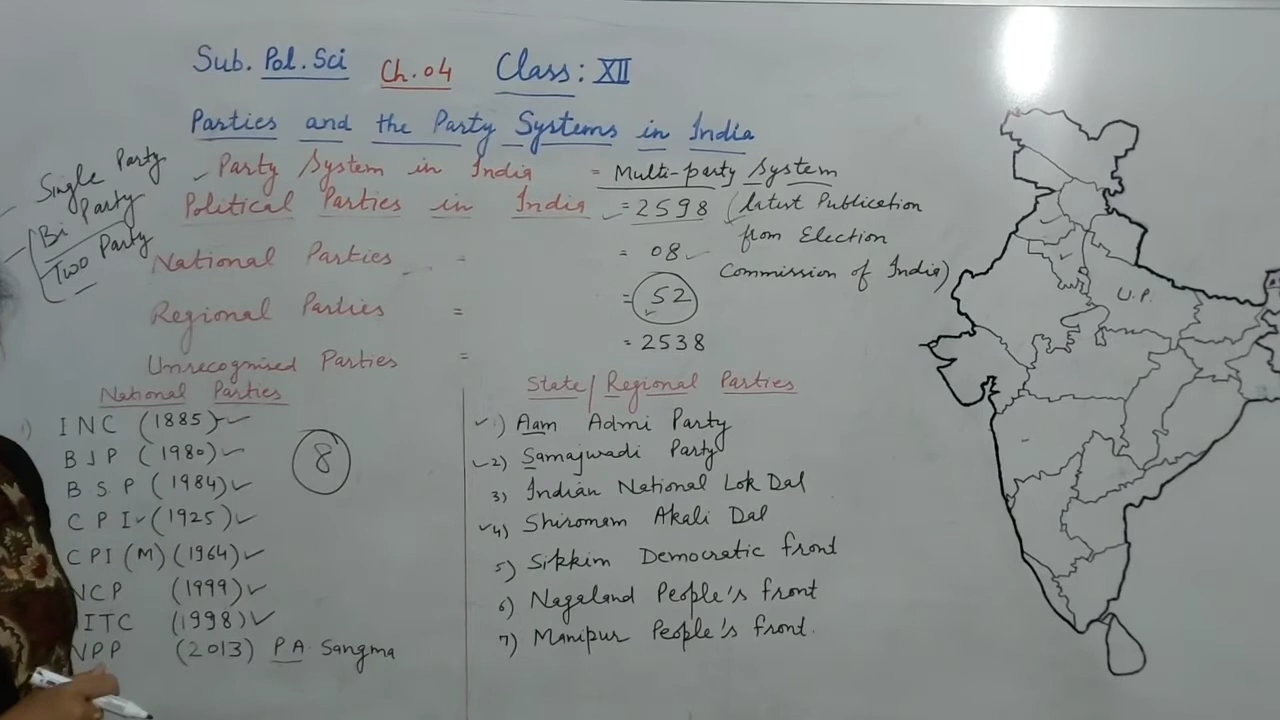 Sub. Pol. Sci Ch. 04 Class: XII
Parties and the Party Systems in India
Single Party
Bi Party
Two Party
Party System in India = Multi-party System
Political Parties in India = 2598 (latest Publication
from Election
Commission of India)
National Parties = 08
Regional Parties = 52
Unrecognised Parties = 2538
National Parties
1) INC (1885)
BJP (1980)
BSP (1984)
CPI (1925)
CPI (M) (1964)
NCP (1999)
ITC (1998)
NPP (2013) P A Sangma
8
State/Regional Parties
1) Aam Admi Party
2) Samajwadi Party
3) Indian National Lok Dal
4) Shiromani Akali Dal
5) Sikkim Democratic front
6) Nagaland People's front
7) Manipur People's front.
U.P.